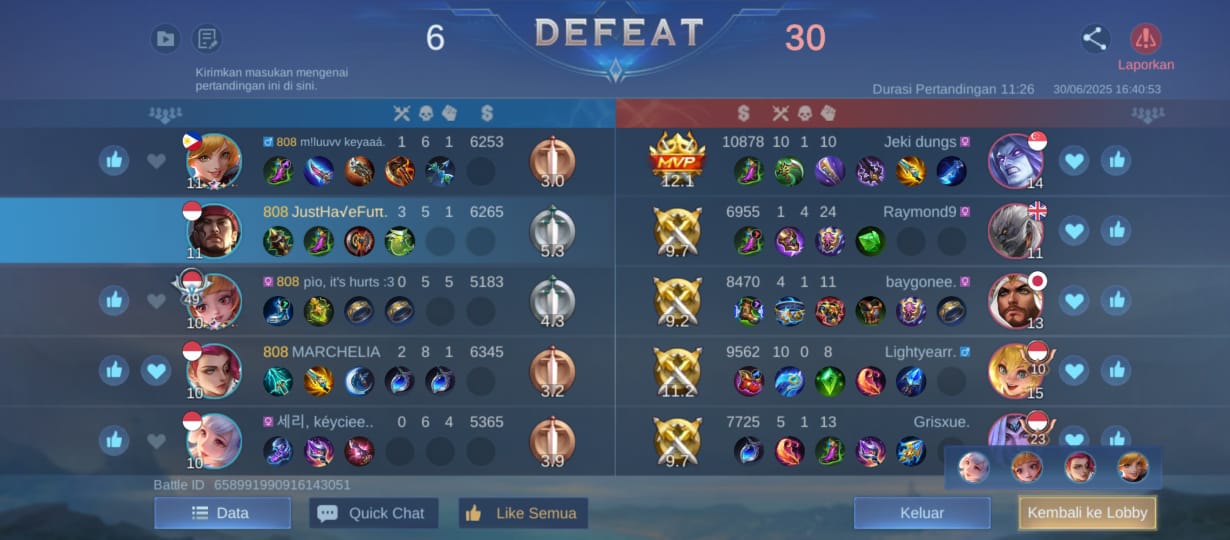 6 DEFEAT 30
Kirimkan masukan mengenai
pertandingan ini di sini.
Laporkan
Durasi Pertandingan 11:26 30/06/2025 16:40:53
808 m!luuvv keyaaá. 1 6 1 6253
11 3.0
10878 10 1 10 Jeki dungs
MVP 12.1 14
808 JustHa√eFuπ. 3 5 1 6265
11 5.3
6955 1 4 24 Raymond9
9.7 11
808 pìo, it's hurts :3 0 5 5 5183
49 10 4.3
8470 4 1 11 baygonee.
9.2 13
808 MARCHELIA 2 8 1 6345
10 3.2
9562 10 0 8 Lightyearr.
11.2 10 15
세리, kéyciee.. 0 6 4 5365
10 3.9
7725 5 1 13 Grisxue.
9.7 23
Battle ID 658991990916143051
Data Quick Chat Like Semua Keluar Kembali ke Lobby